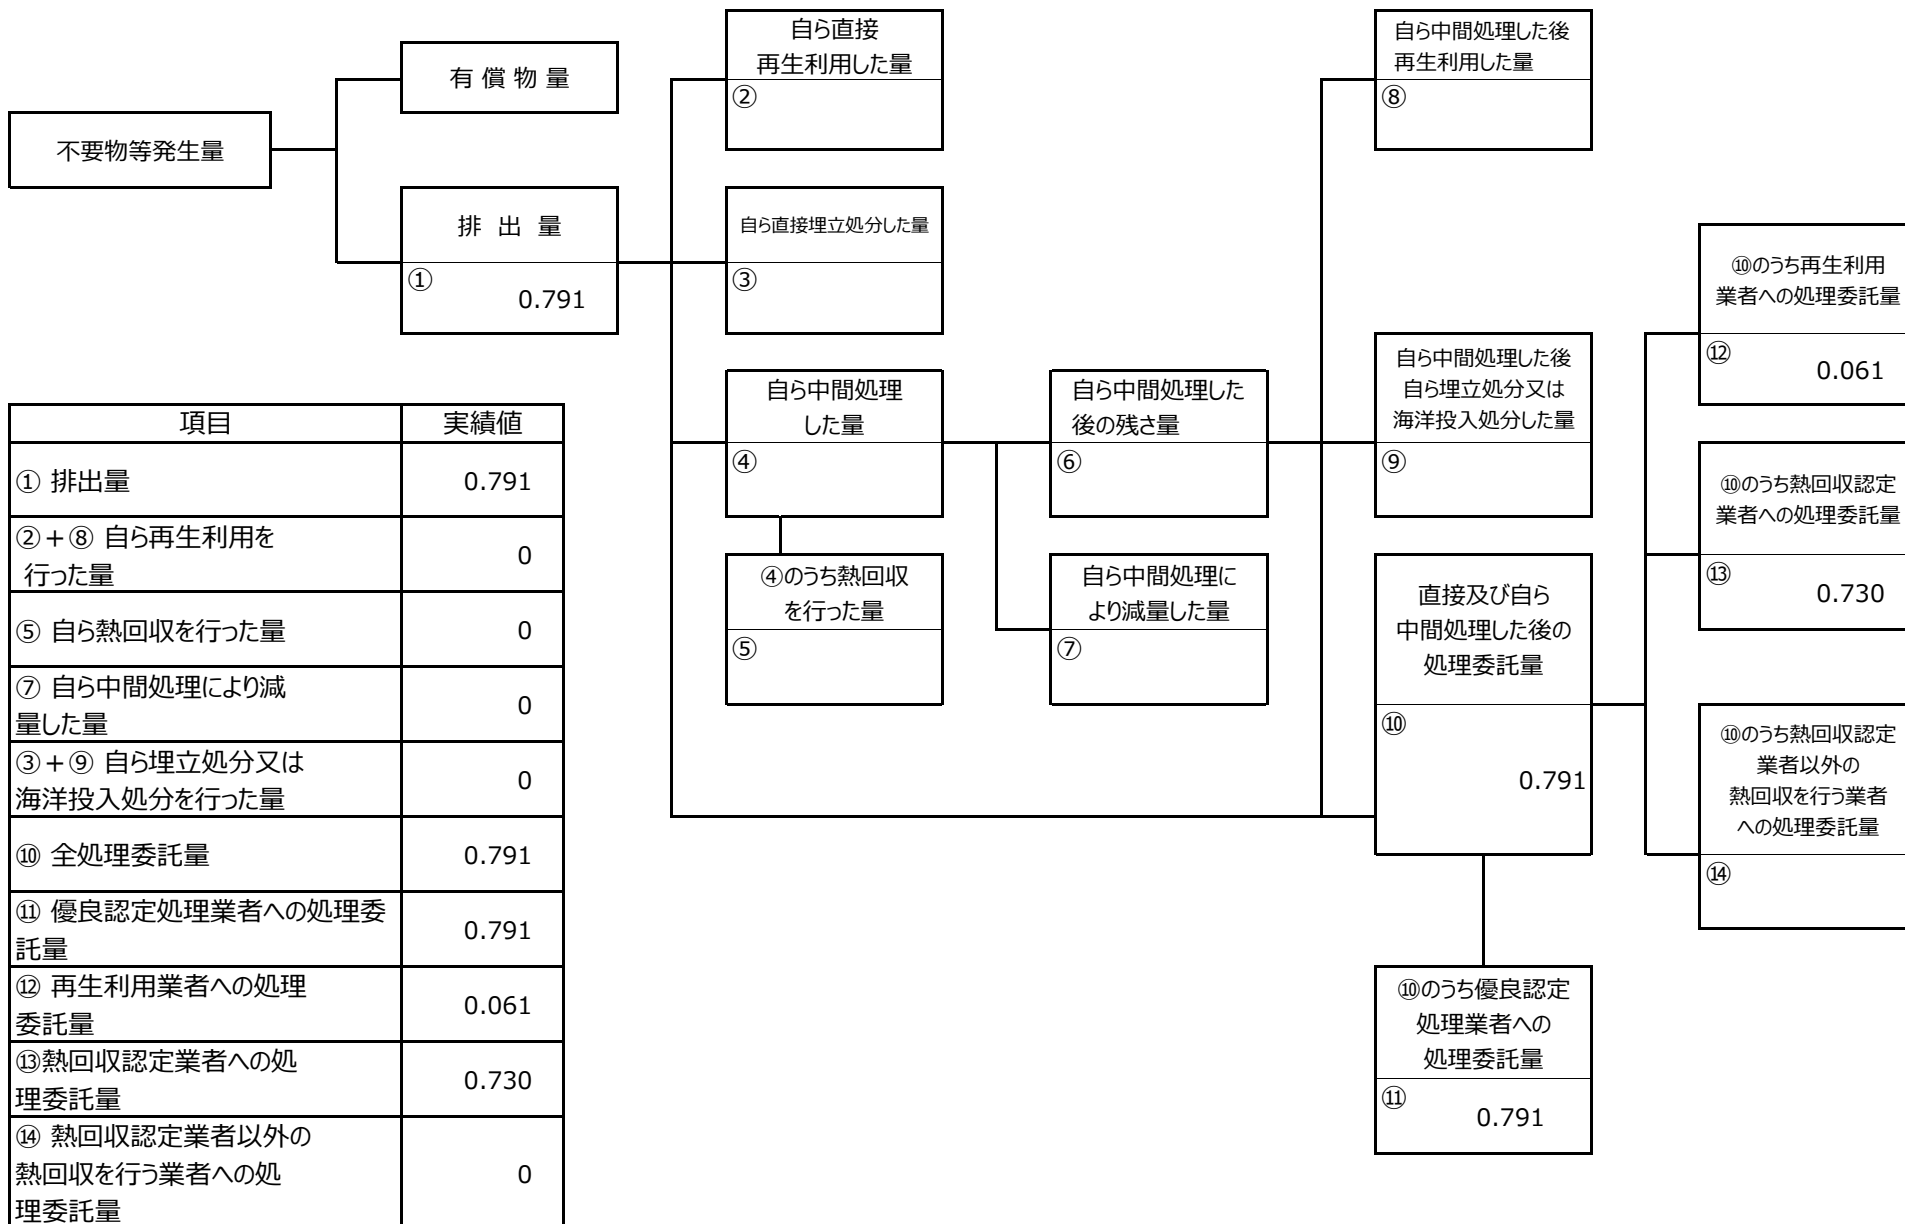 自ら直接
再生利用した量
②
自ら中間処理した後
再生利用した量
⑧
有 償 物 量
不要物等発生量
排 出 量
①
0.791
自ら直接埋立処分した量
③
⑩のうち再生利用
業者への処理委託量
⑫
0.061
自ら中間処理
した量
④
自ら中間処理した
後の残さ量
⑥
自ら中間処理した後
自ら埋立処分又は
海洋投入処分した量
⑨
⑩のうち熱回収認定
業者への処理委託量
⑬
0.730
④のうち熱回収
を行った量
⑤
自ら中間処理に
より減量した量
⑦
直接及び自ら
中間処理した後の
処理委託量
⑩
0.791
⑩のうち熱回収認定
業者以外の
熱回収を行う業者
への処理委託量
⑭
⑩のうち優良認定
処理業者への
処理委託量
⑪
0.791
項目 実績値
① 排出量 0.791
②+⑧ 自ら再生利用を
行った量 0
⑤ 自ら熱回収を行った量 0
⑦ 自ら中間処理により減
量した量 0
③+⑨ 自ら埋立処分又は
海洋投入処分を行った量 0
⑩ 全処理委託量 0.791
⑪ 優良認定処理業者への処理委
託量 0.791
⑫ 再生利用業者への処理
委託量 0.061
⑬熱回収認定業者への処
理委託量 0.730
⑭ 熱回収認定業者以外の
熱回収を行う業者への処
理委託量 0